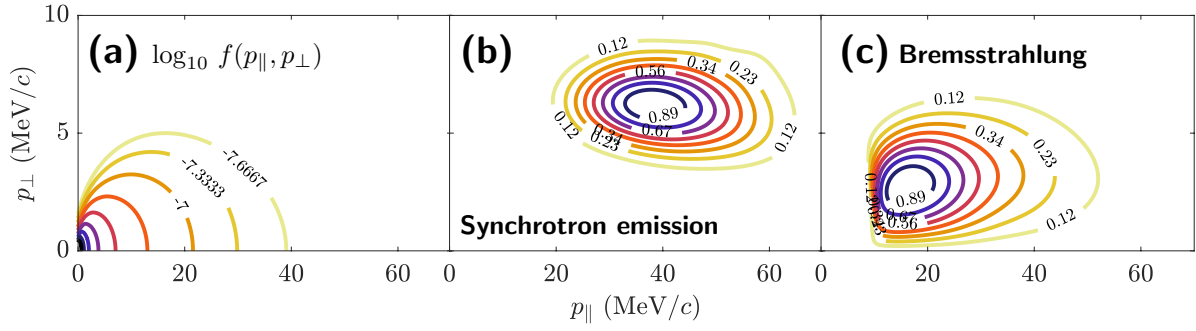 (a) log₁₀ f(p∥, p⊥)
(b)
(c) Bremsstrahlung
Synchrotron emission
10
5
0
p⊥ (MeV/c)
-7.6667
-7.3333
-7
0 20 40 60
0.12
0.34
0.23
0.56
0.89
0.67
0.34
0.12
0.23
0.12
0 20 40 60
p∥ (MeV/c)
0.12
0.34
0.23
0.89
0.56
0.12
0 20 40 60